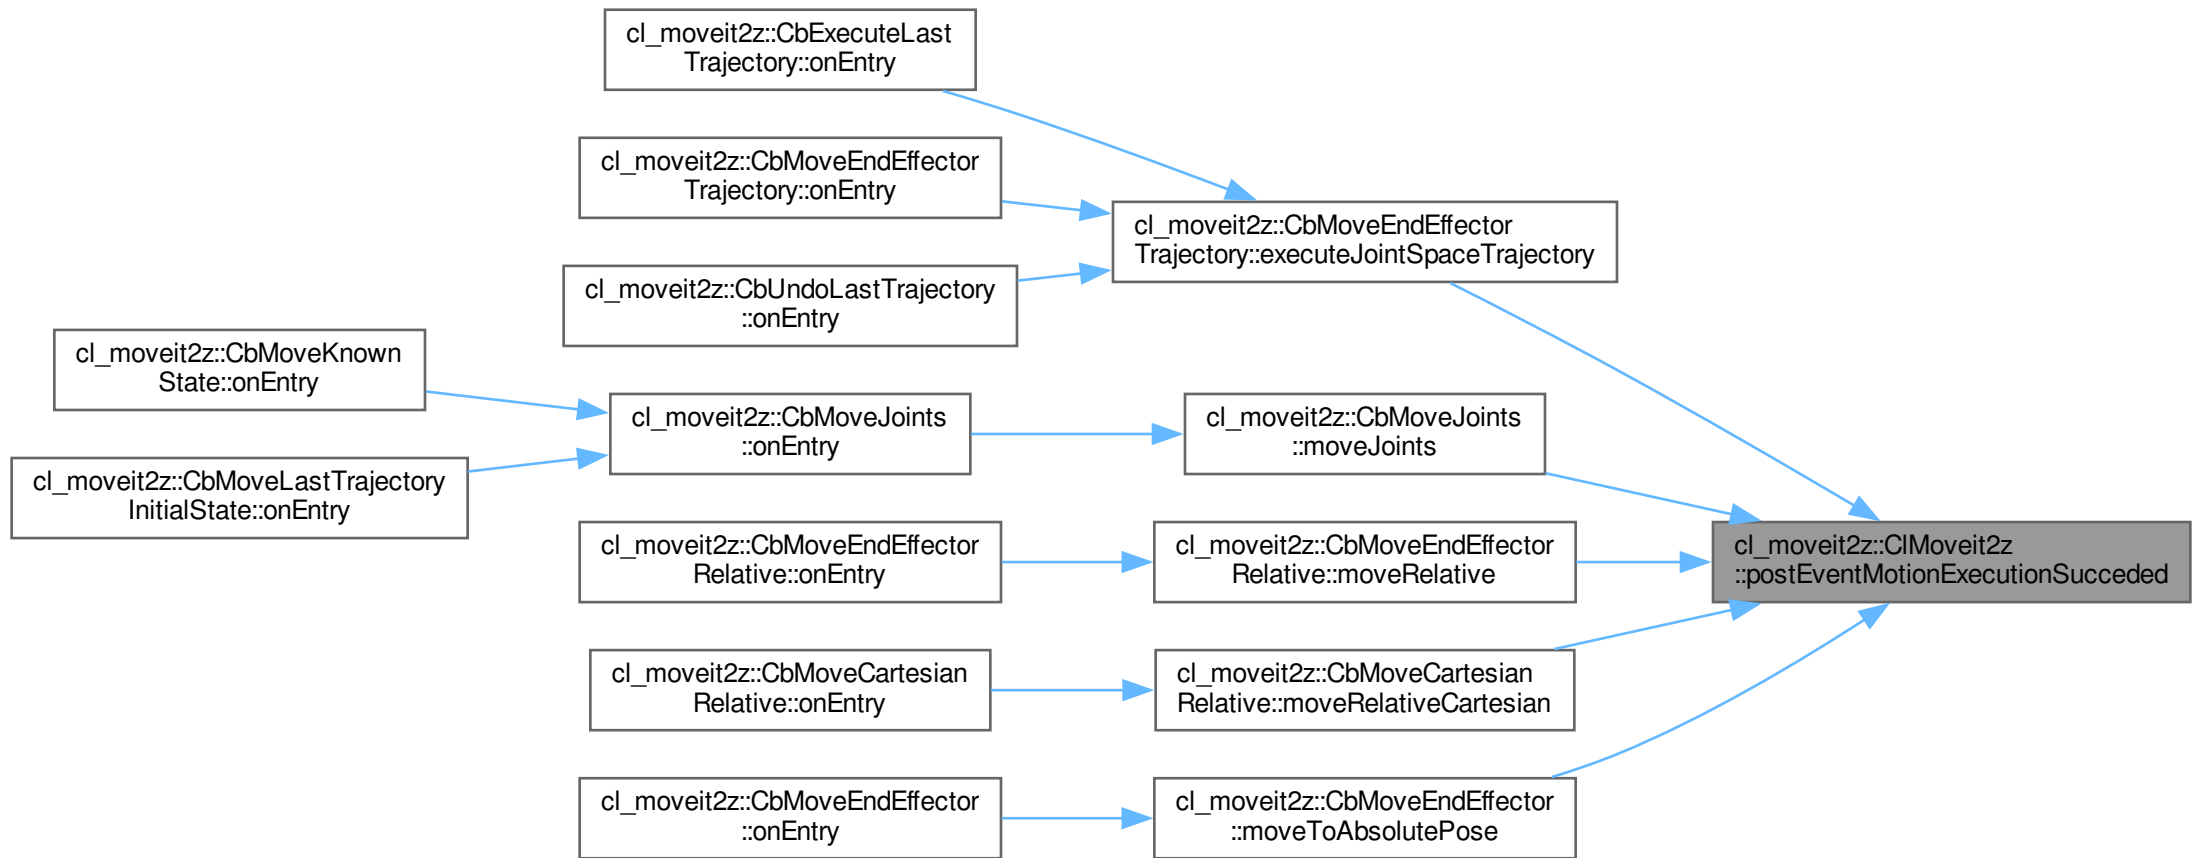 cl_moveit2z::CbExecuteLast
Trajectory::onEntry
cl_moveit2z::CbMoveEndEffector
Trajectory::onEntry
cl_moveit2z::CbMoveEndEffector
Trajectory::executeJointSpaceTrajectory
cl_moveit2z::CbUndoLastTrajectory
::onEntry
cl_moveit2z::CbMoveKnown
State::onEntry
cl_moveit2z::CbMoveJoints
::onEntry
cl_moveit2z::CbMoveJoints
::moveJoints
cl_moveit2z::CbMoveLastTrajectory
InitialState::onEntry
cl_moveit2z::CbMoveEndEffector
Relative::onEntry
cl_moveit2z::CbMoveEndEffector
Relative::moveRelative
cl_moveit2z::ClMoveit2z
::postEventMotionExecutionSucceded
cl_moveit2z::CbMoveCartesian
Relative::onEntry
cl_moveit2z::CbMoveCartesian
Relative::moveRelativeCartesian
cl_moveit2z::CbMoveEndEffector
::onEntry
cl_moveit2z::CbMoveEndEffector
::moveToAbsolutePose